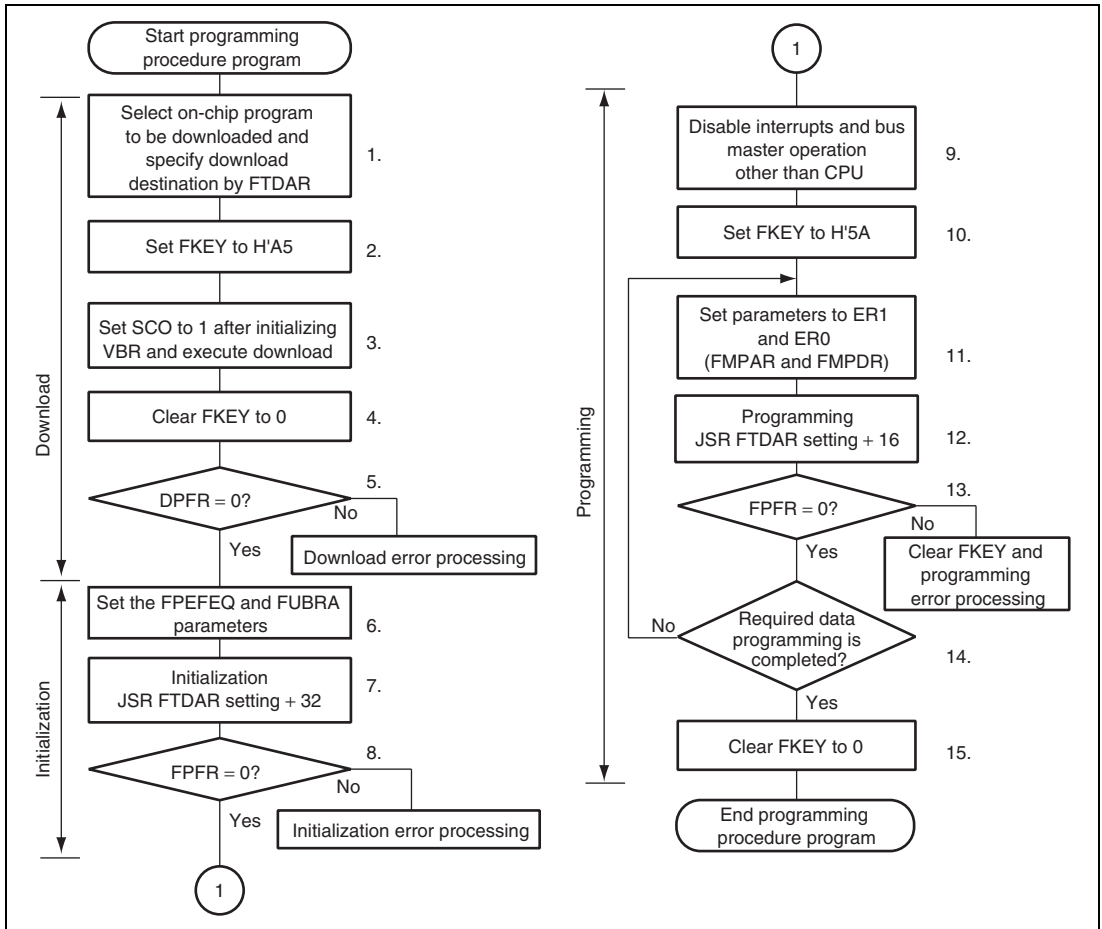 Start programming
procedure program
Download
Select on-chip program
to be downloaded and
specify download
destination by FTDAR
1.
Set FKEY to H'A5
2.
Set SCO to 1 after initializing
VBR and execute download
3.
Clear FKEY to 0
4.
DPFR = 0?
5.
No
Yes
Download error processing
Initialization
Set the FPEFEQ and FUBRA
parameters
6.
Initialization
JSR FTDAR setting + 32
7.
FPFR = 0?
8.
No
Yes
Initialization error processing
1
1
Programming
Disable interrupts and bus
master operation
other than CPU
9.
Set FKEY to H'5A
10.
Set parameters to ER1
and ER0
(FMPAR and FMPDR)
11.
Programming
JSR FTDAR setting + 16
12.
FPFR = 0?
13.
No
Yes
Clear FKEY and
programming
error processing
Required data
programming is
completed?
14.
No
Yes
Clear FKEY to 0
15.
End programming
procedure program